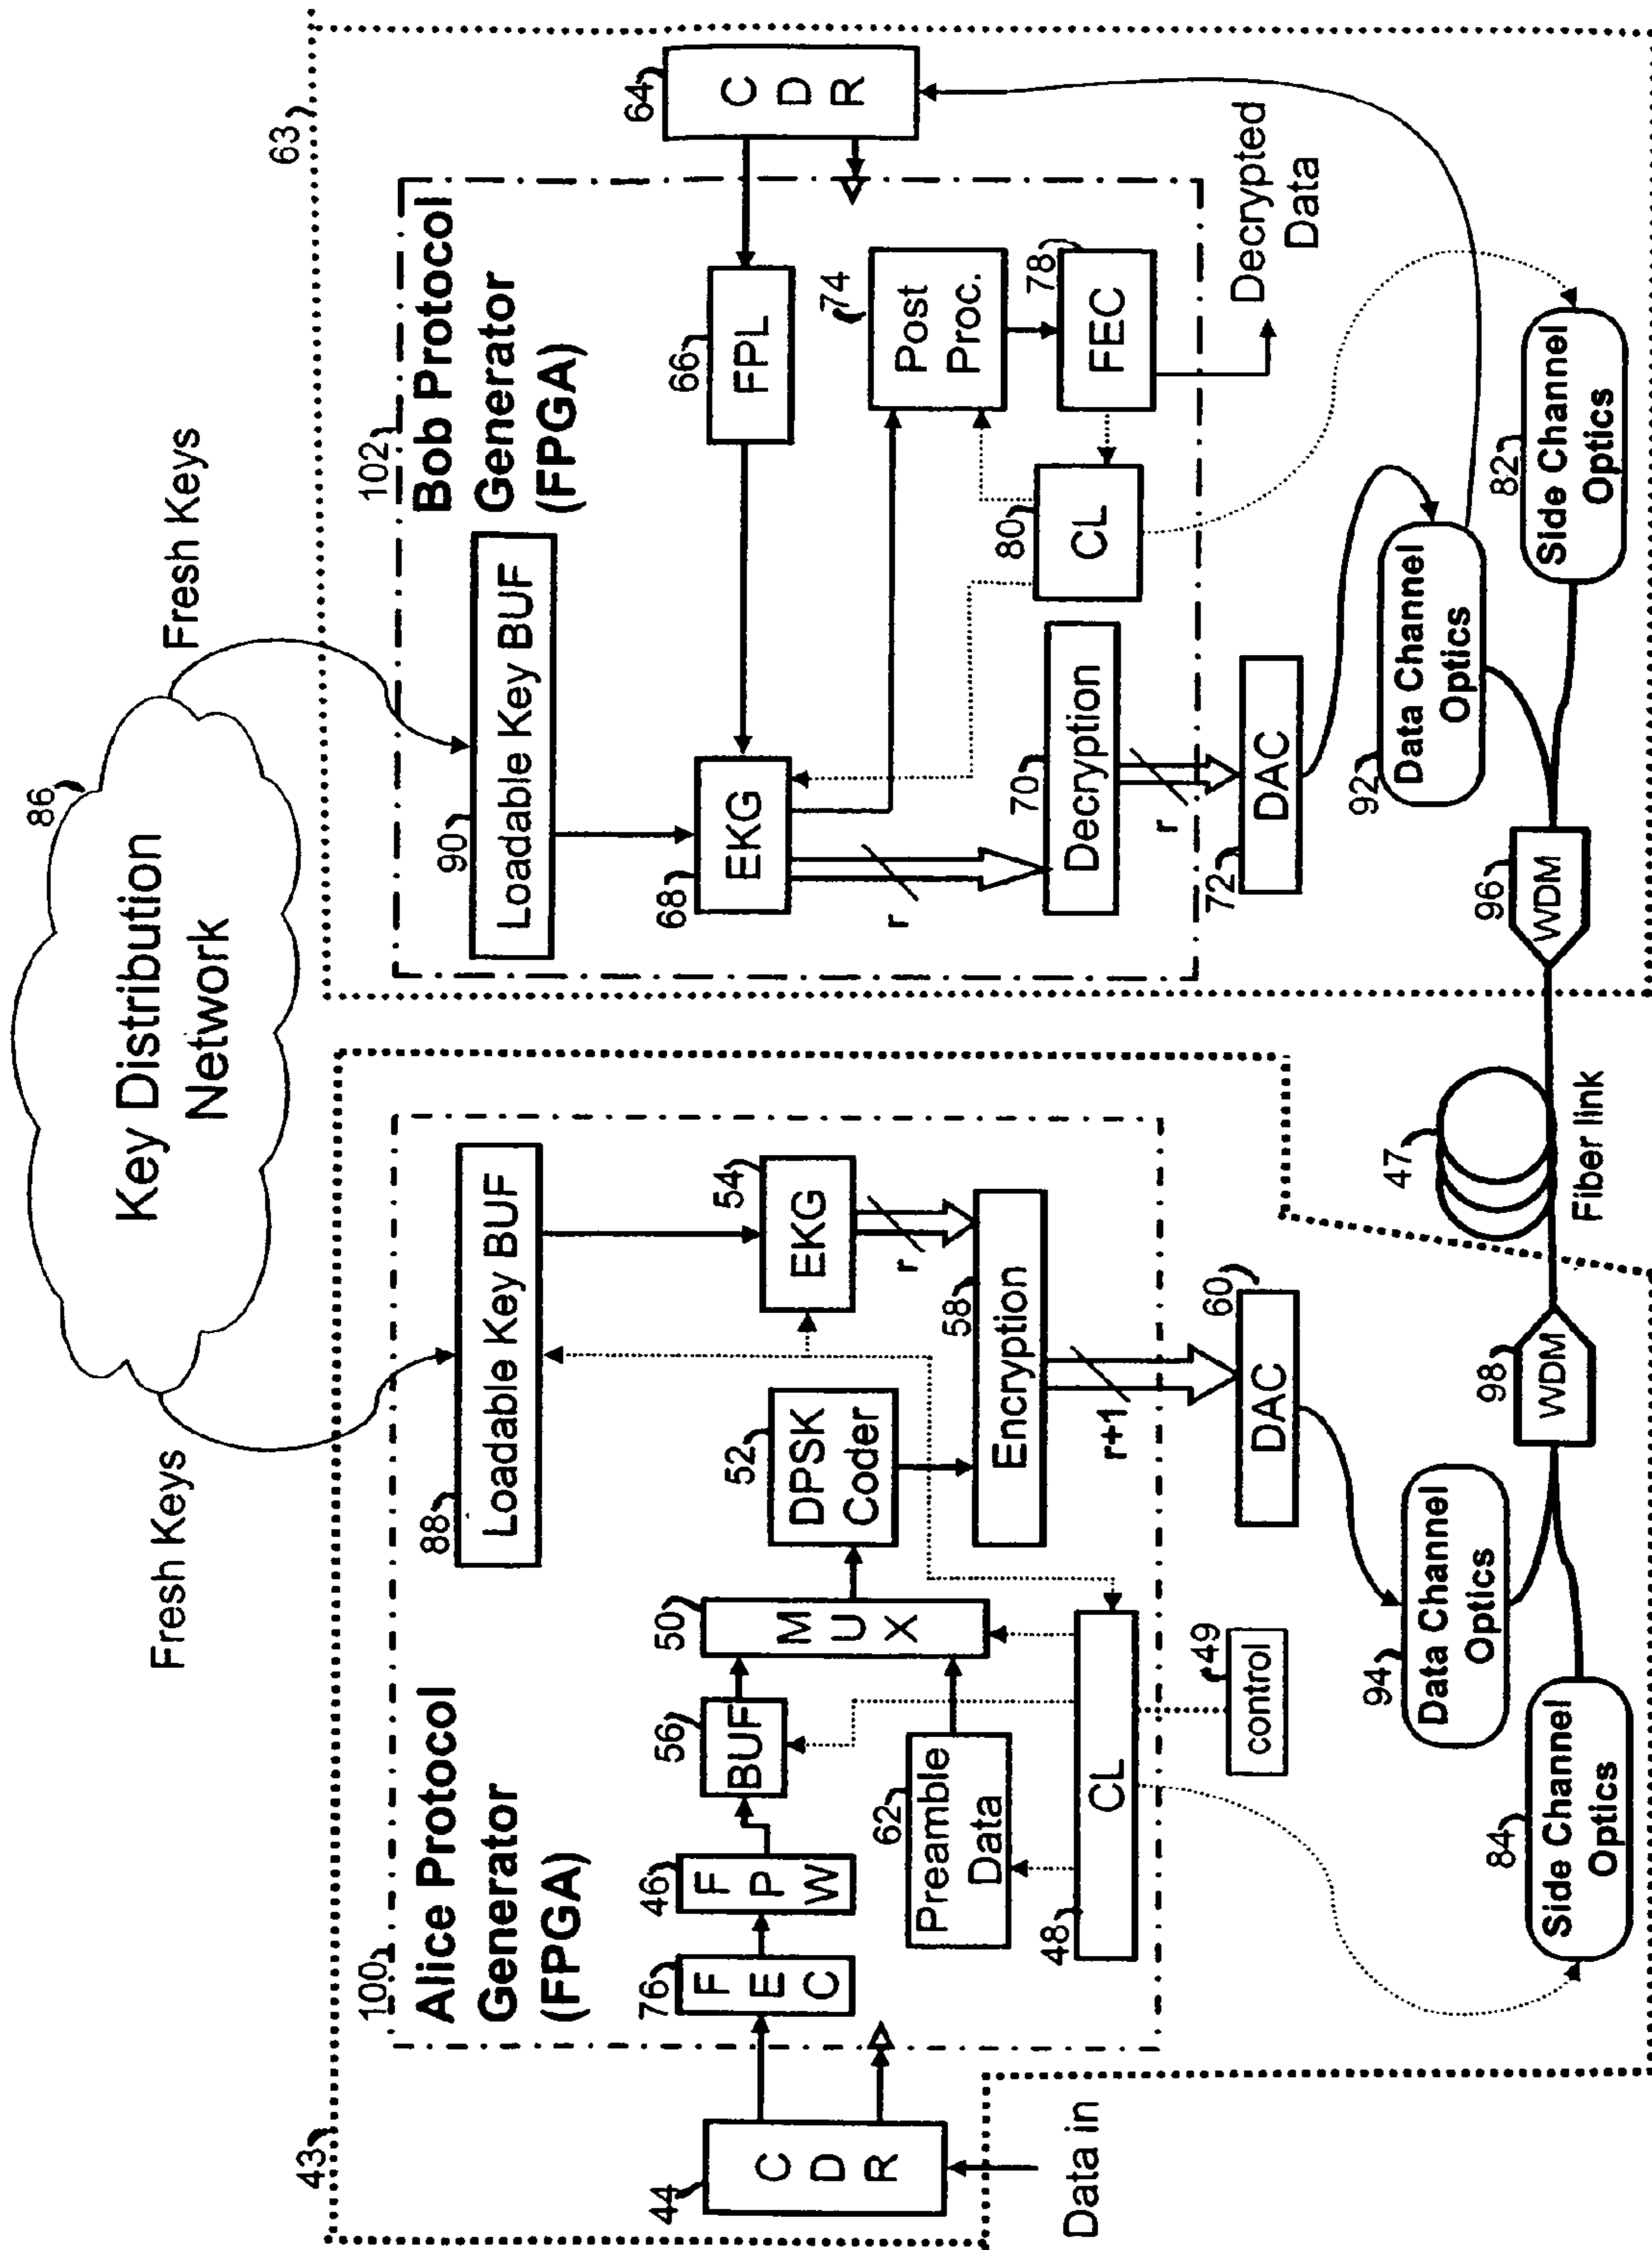 86
Key Distribution
Network
Fresh Keys
Fresh Keys
43
100
Alice Protocol
Generator
(FPGA)
88
Loadable Key BUF
44
C
D
R
Data in
76
F
E
C
46
F
P
W
56
BUF
50
M
U
X
52
DPSK
Coder
54
EKG
r
62
Preamble
Data
58
Encryption
r+1
48
CL
49
control
60
DAC
94
Data Channel
Optics
84
Side Channel
Optics
98
WDM
47
Fiber link
63
102
Bob Protocol
Generator
(FPGA)
90
Loadable Key BUF
64
C
D
R
66
FPL
68
EKG
r
74
Post
Proc.
78
FEC
80
CL
70
Decryption
r
Decrypted
Data
72
DAC
92
Data Channel
Optics
82
Side Channel
Optics
96
WDM